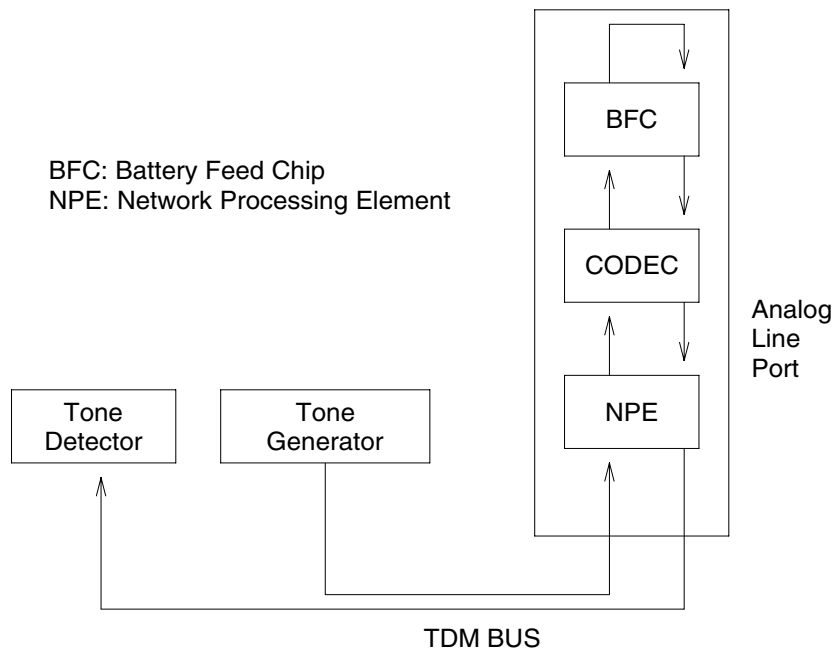 BFC
BFC: Battery Feed Chip
NPE: Network Processing Element
CODEC
Analog
Line
Port
NPE
Tone
Detector
Tone
Generator
TDM BUS